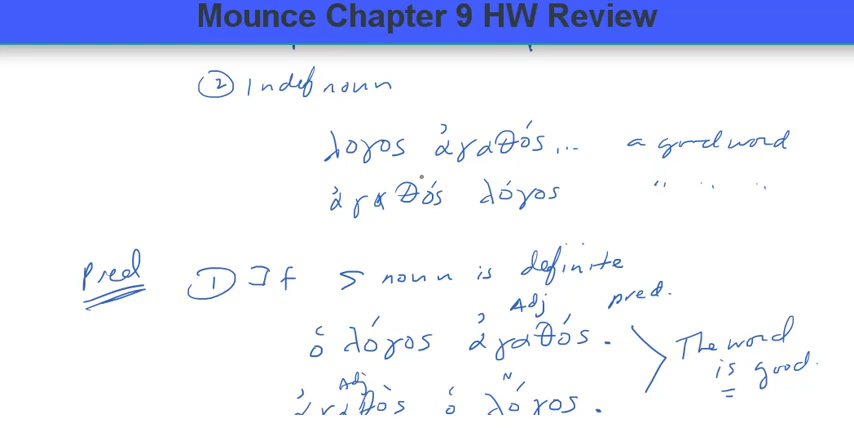 Mounce Chapter 9 HW Review
② Indef noun
λογος ἀγαθός... a good word
ἀγαθός λόγος " " "
Pred ① If S noun is definite
Adj pred.
ὁ λόγος ἀγαθός. The word is good.
Adj N
ἀγαθὸς ὁ λόγος.